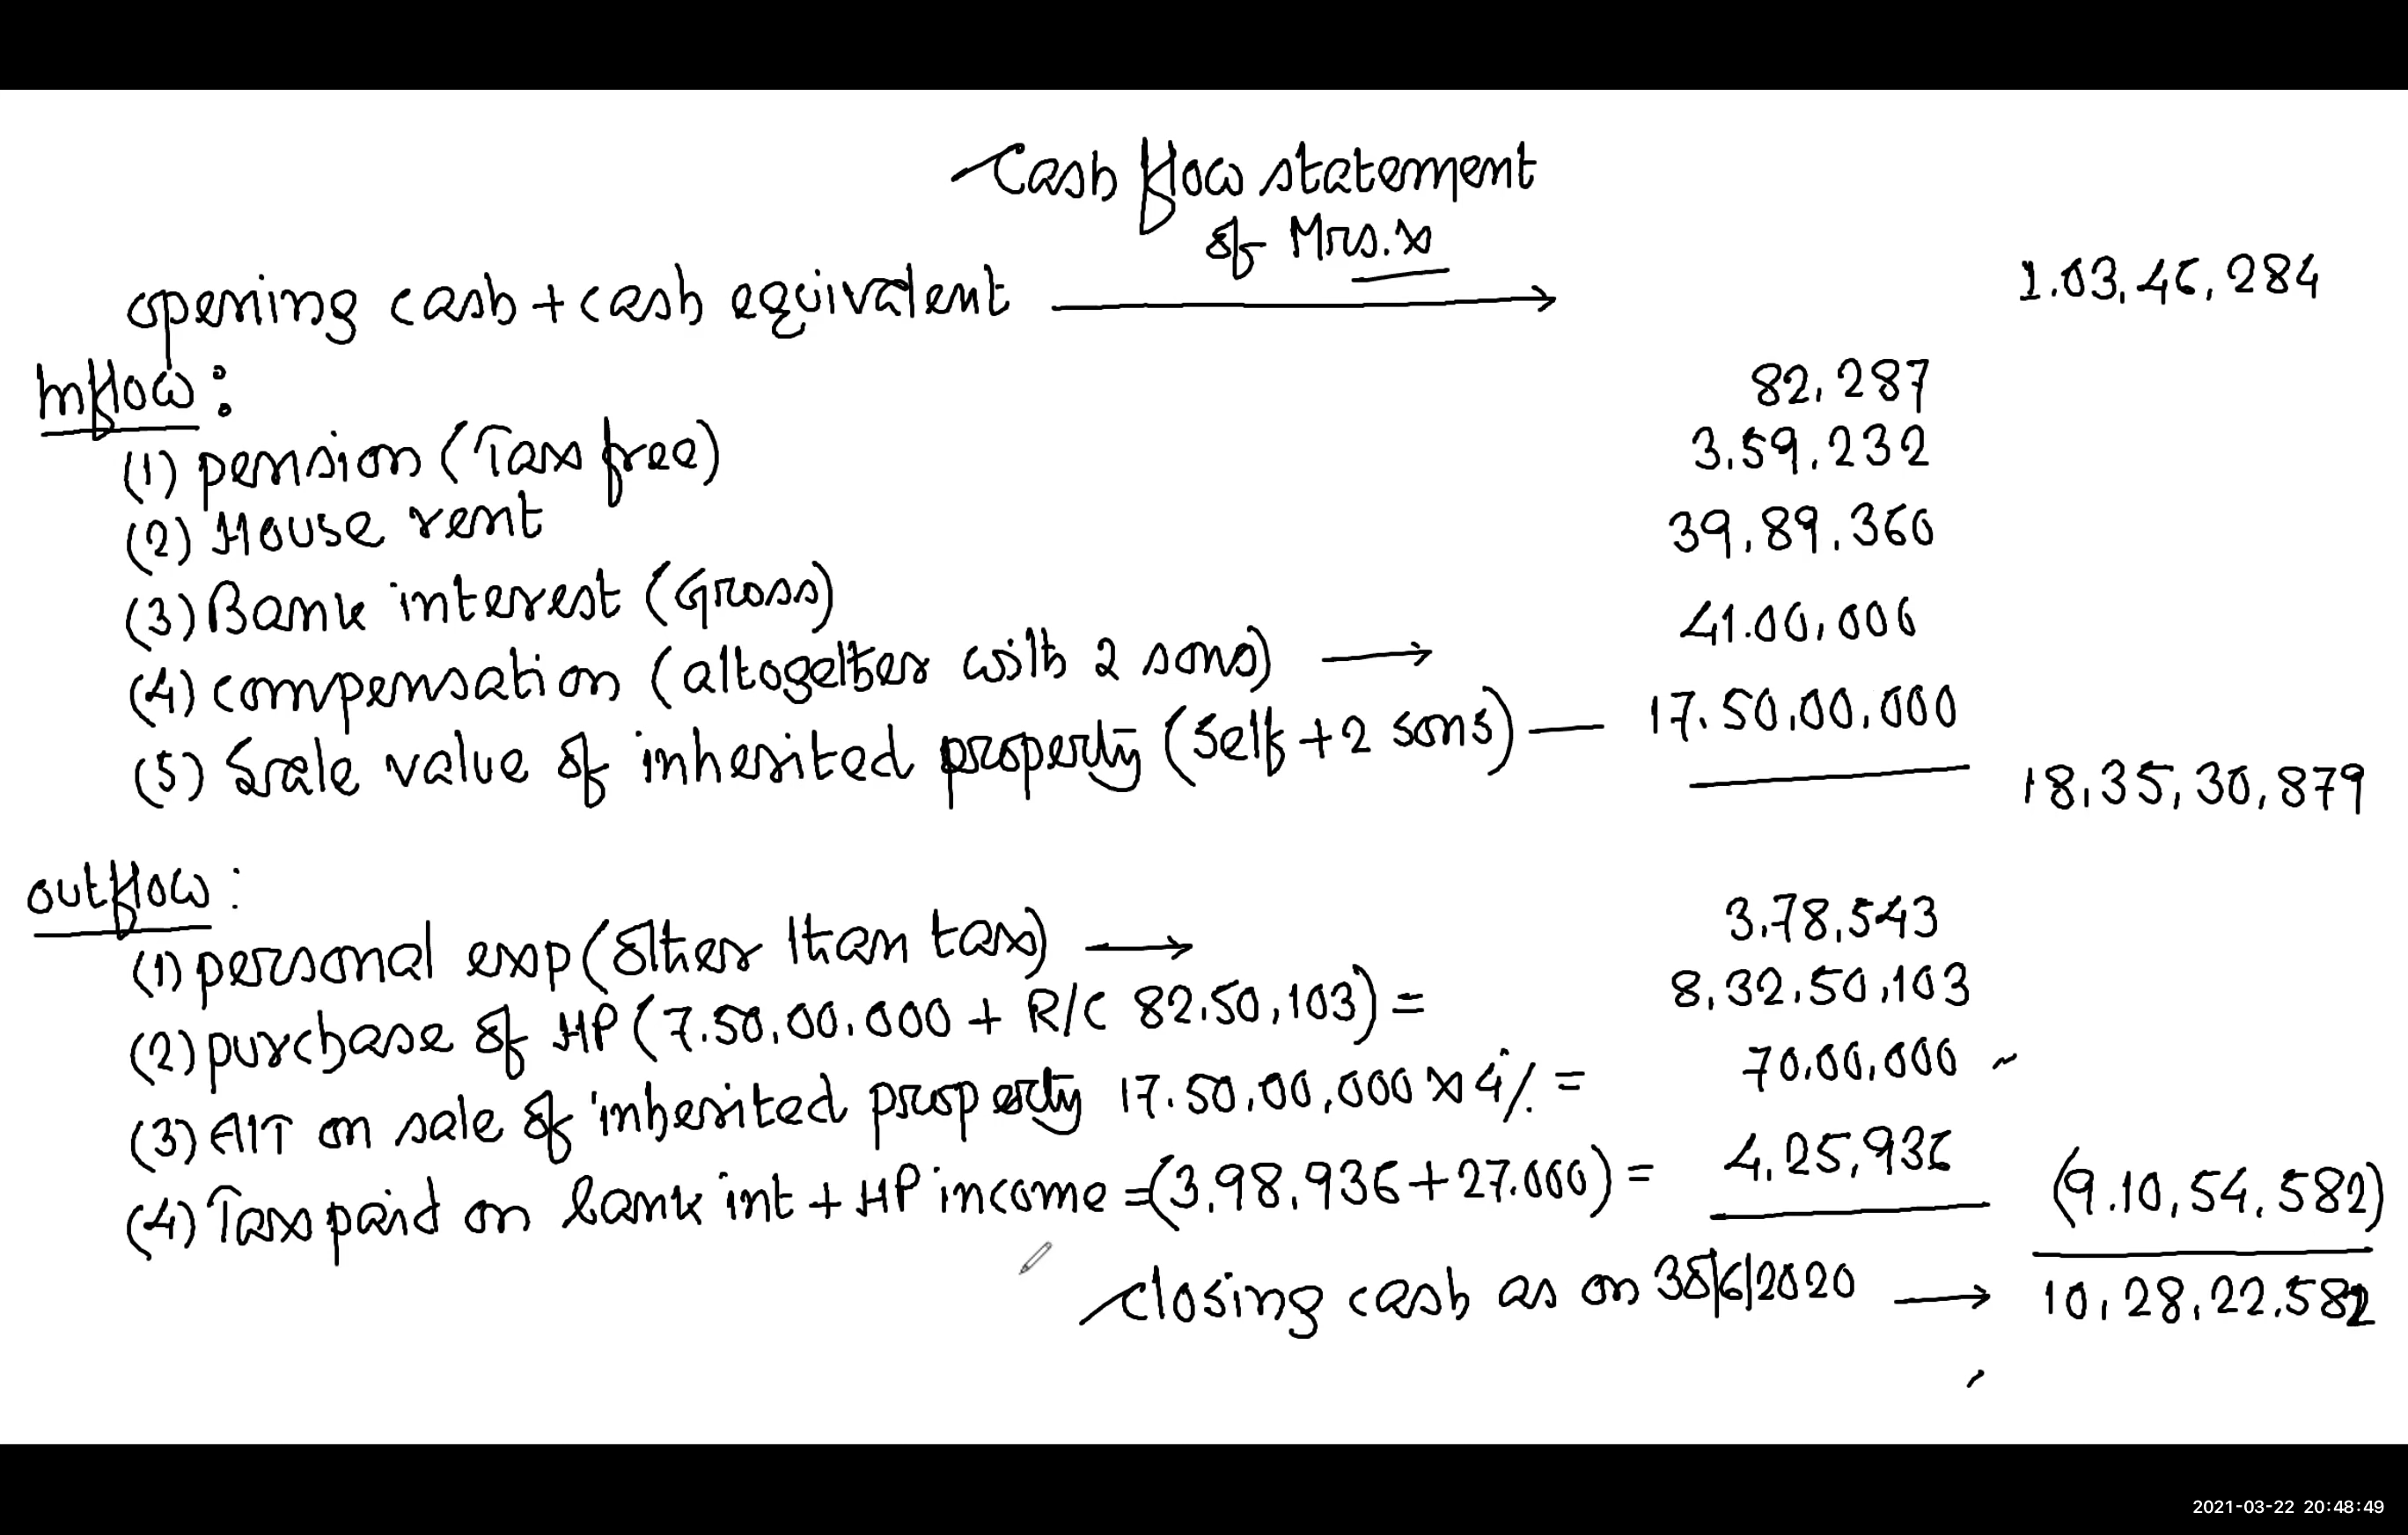 Cash flow statement
of Mrs. X
opening cash + cash equivalent → 1.03,46,284
Inflow:
(1) pension (Tax free) 82,287
(2) House rent 3.59.232
(3) Bank interest (Gross) 39,89.360
(4) compensation (altogether with 2 sons) → 41.00,000
(5) Sale value of inherited property (Self + 2 sons) — 17.50,00,000
18,35,30,879
outflow:
(1) personal exp (other than tax) → 3.78,543
(2) purchase of HP (7.50,00,000 + R/C 82.50,103) = 8,32,50,103
(3) AIT on sale of inherited property 17.50,00,000 x 4% = 70,00,000
(4) Tax paid on bank int + HP income = (3.98,936 + 27.000) = 4,25,936 (9.10,54,582)
closing cash as on 30/6/2020 → 10,28,22,582
2021-03-22 20:48:49